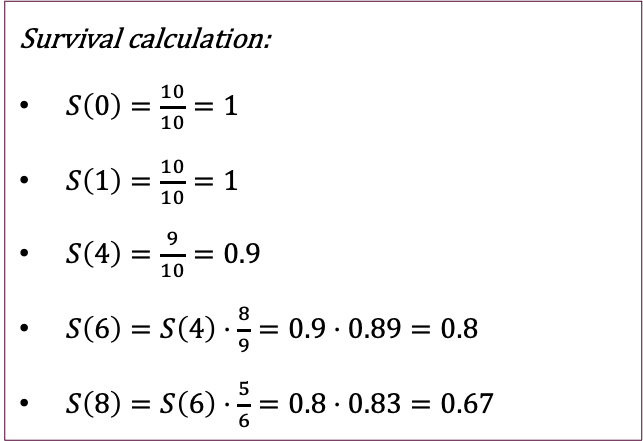 Survival calculation:
• S(0) = 10/10 = 1
• S(1) = 10/10 = 1
• S(4) = 9/10 = 0.9
• S(6) = S(4) · 8/9 = 0.9 · 0.89 = 0.8
• S(8) = S(6) · 5/6 = 0.8 · 0.83 = 0.67